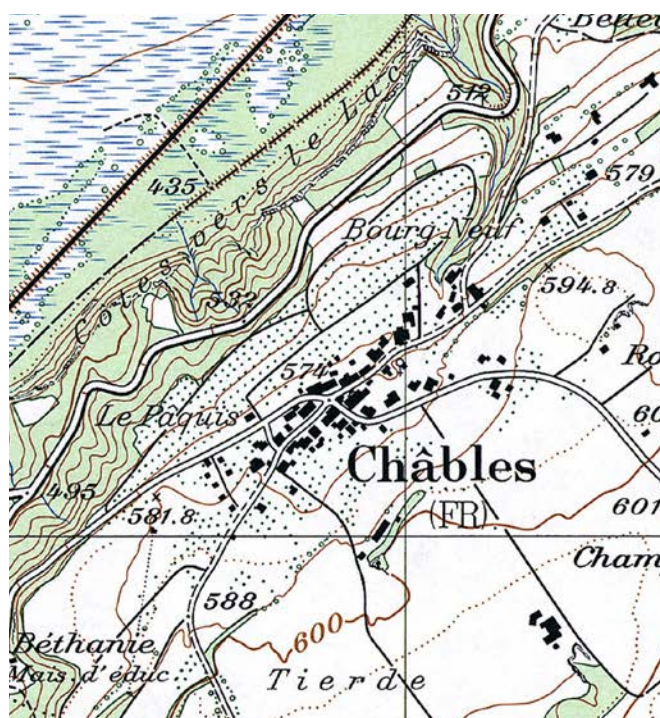 512
Côtes vers le Lac
435
579
Bourg Neuf
594.8
532
574
Ro
Le Pâquis
60
Châbles
495
581.8
(FR)
601
Cham
588
600
Béthanie
Mais. d'éduc.
Tierde